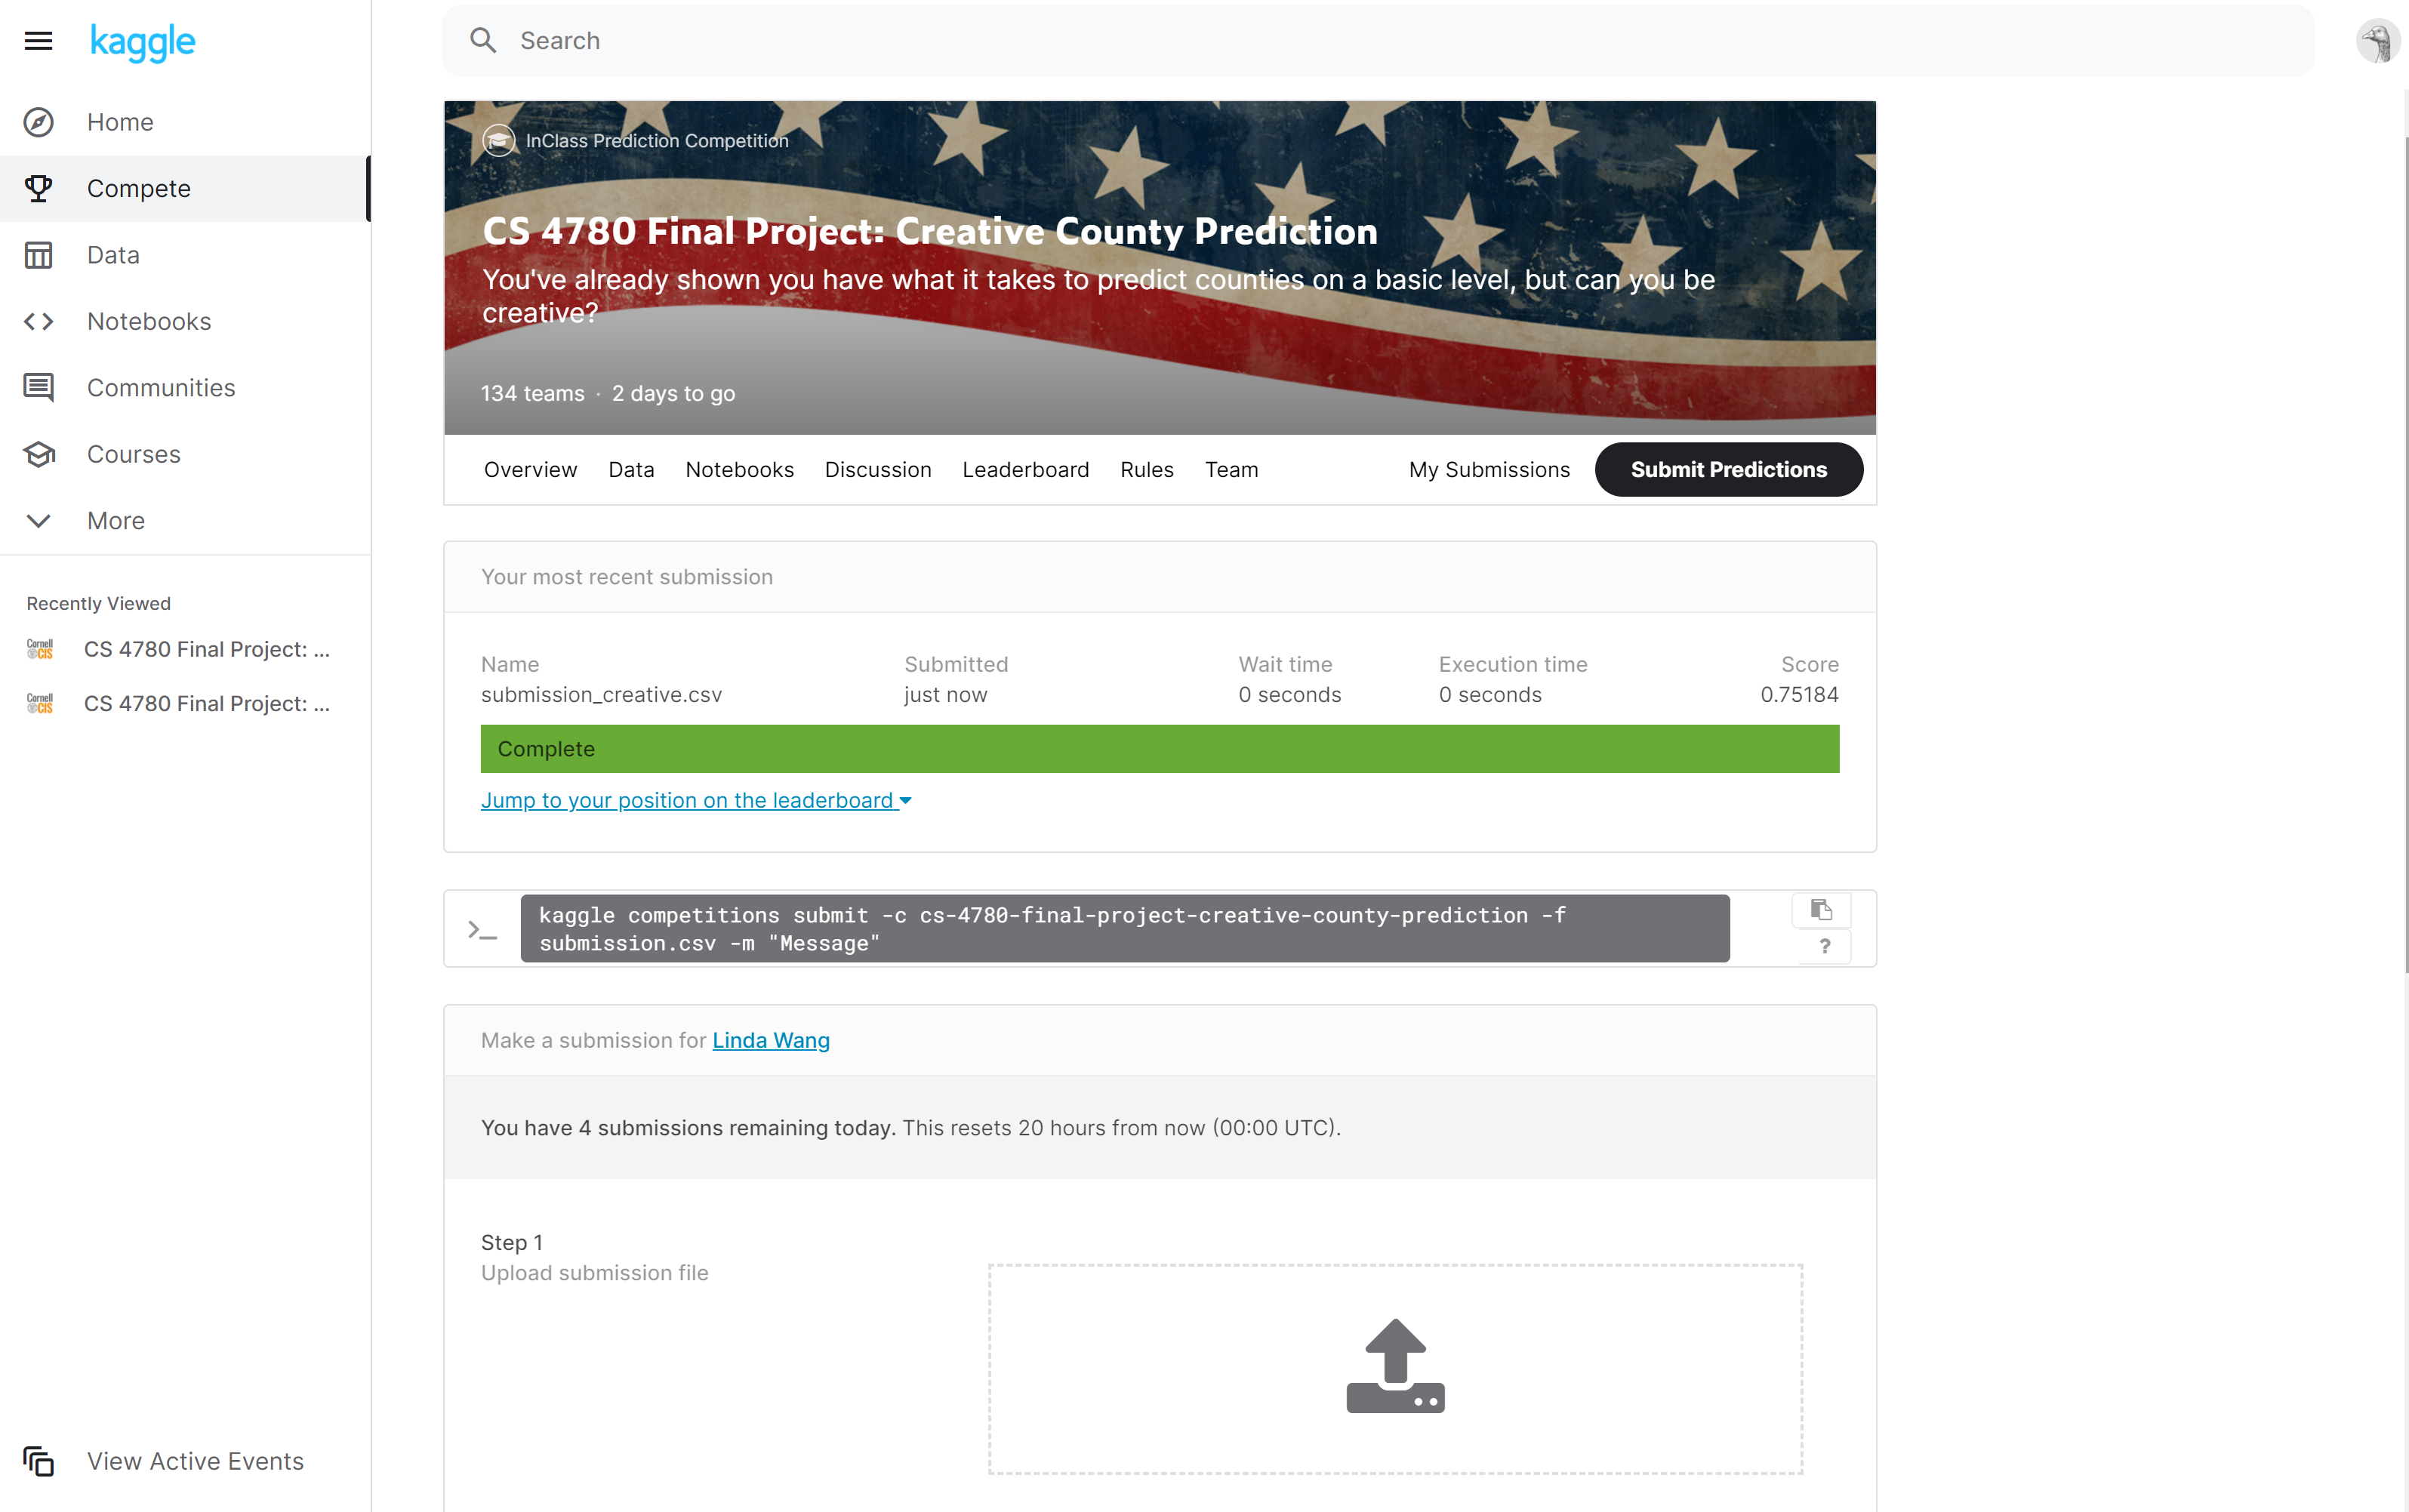 kaggle
Search
Home
Compete
Data
Notebooks
Communities
Courses
More
Recently Viewed
Cornell CIS
CS 4780 Final Project: ...
Cornell CIS
CS 4780 Final Project: ...
View Active Events
InClass Prediction Competition
CS 4780 Final Project: Creative County Prediction
You've already shown you have what it takes to predict counties on a basic level, but can you be
creative?
134 teams · 2 days to go
Overview Data Notebooks Discussion Leaderboard Rules Team My Submissions Submit Predictions
Your most recent submission
Name Submitted Wait time Execution time Score
submission_creative.csv just now 0 seconds 0 seconds 0.75184
Complete
Jump to your position on the leaderboard
>_
kaggle competitions submit -c cs-4780-final-project-creative-county-prediction -f
submission.csv -m "Message"
?
Make a submission for Linda Wang
You have 4 submissions remaining today. This resets 20 hours from now (00:00 UTC).
Step 1
Upload submission file